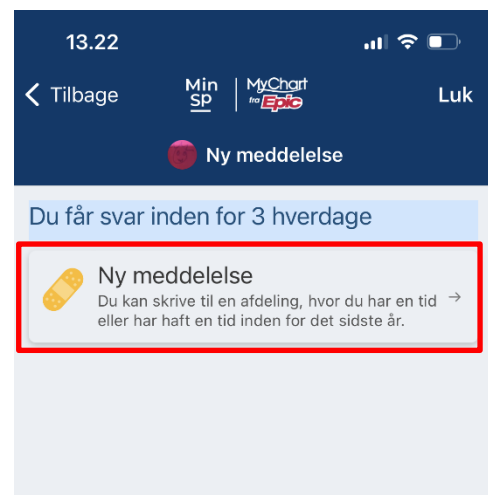 13.22
Tilbage
Min SP | MyChart fra Epic
Luk
Ny meddelelse
Du får svar inden for 3 hverdage
Ny meddelelse
Du kan skrive til en afdeling, hvor du har en tid
eller har haft en tid inden for det sidste år.